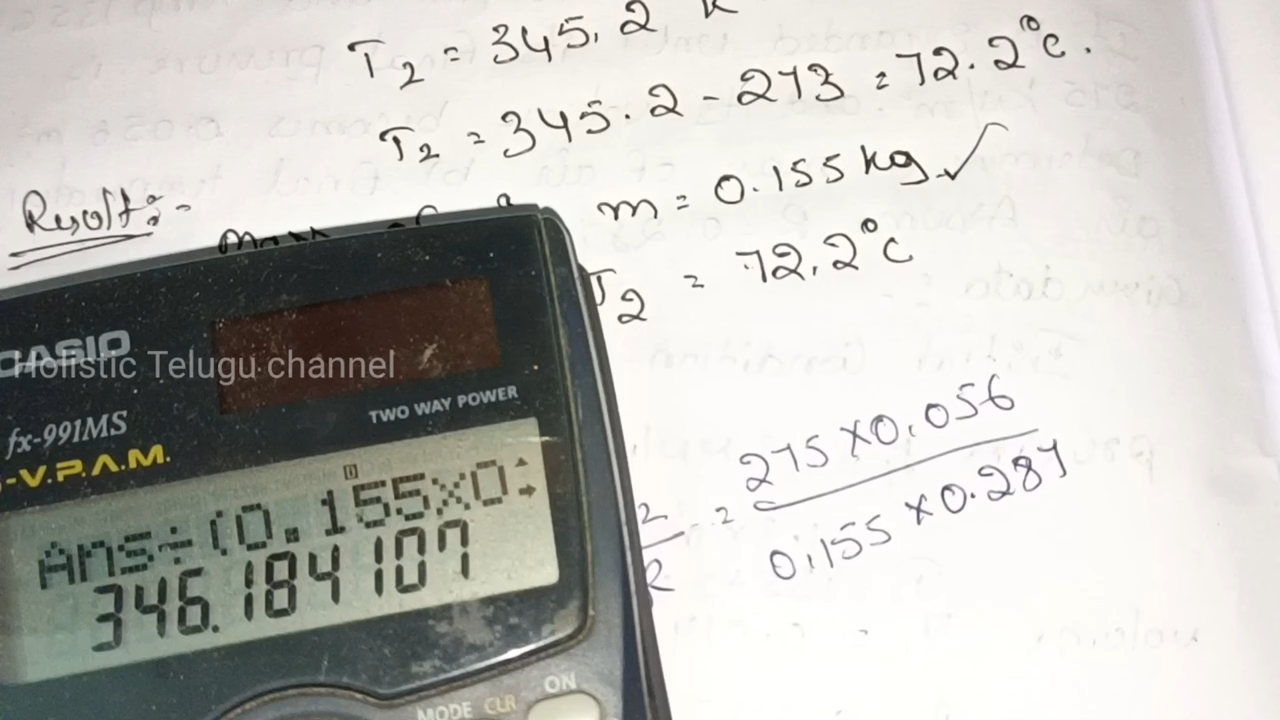 T2 = 345.2 K
T2 = 345.2 - 273 = 72.2°C.
Result:-
m = 0.155 kg ✓
T2 = 72.2°C
CASIO
Holistic Telugu channel
TWO WAY POWER
fx-991MS
S-V.P.A.M.
D
Ans÷(0.155×0
346.184107
2 = 275 × 0.056
R 0.155 × 0.287
ON
MODE CLR